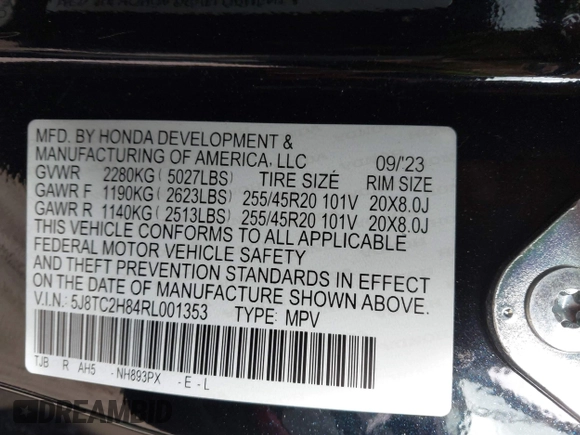 MFD. BY HONDA DEVELOPMENT &
MANUFACTURING OF AMERICA, LLC 09/'23
GVWR 2280KG ( 5027LBS) TIRE SIZE RIM SIZE
GAWR F 1190KG ( 2623LBS) 255/45R20 101V 20X8.0J
GAWR R 1140KG ( 2513LBS) 255/45R20 101V 20X8.0J
THIS VEHICLE CONFORMS TO ALL APPLICABLE
FEDERAL MOTOR VEHICLE SAFETY
AND THEFT PREVENTION STANDARDS IN EFFECT
ON THE DATE OF MANUFACTURE SHOWN ABOVE.
V.I.N.: 5J8TC2H84RL001353 TYPE: MPV
TJB R AH5 - NH893PX - E - L
DREAMBID